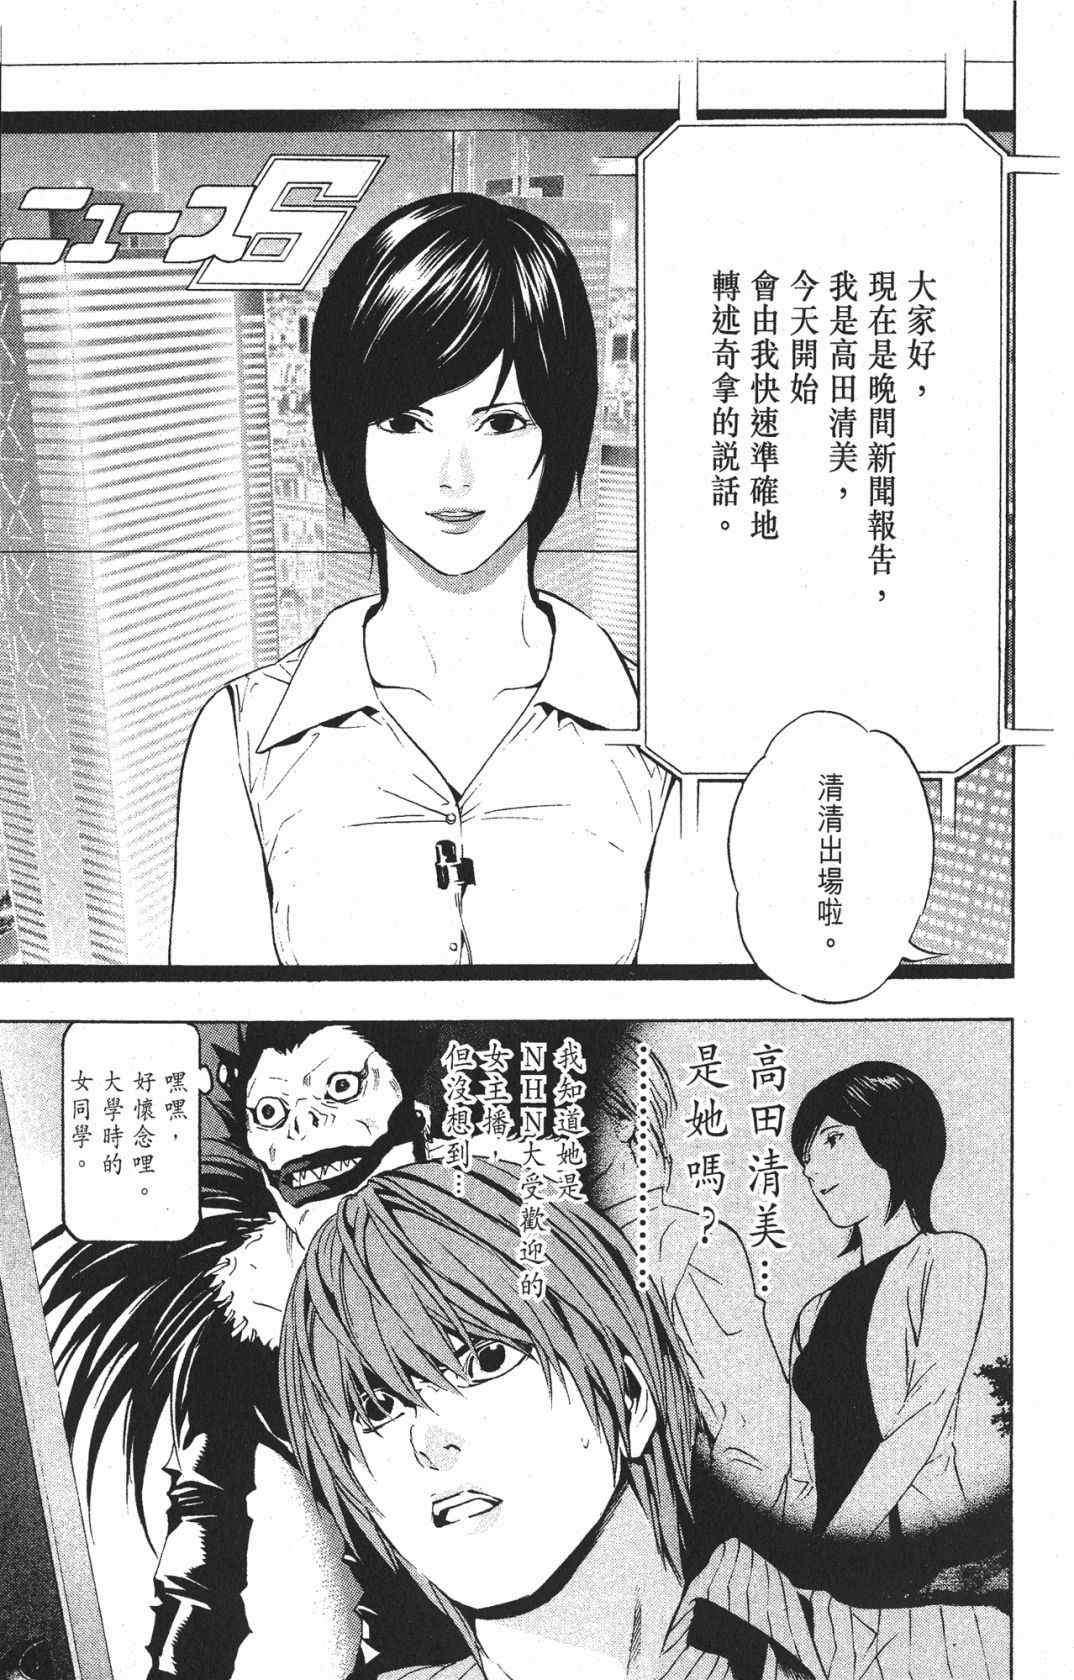 大家好，
現在是晚間新聞報告，
我是高田清美，
今天開始
會由我快速準確地
轉述奇拿的説話。
ニュースS
清清出場啦。
高田清美…
是她嗎？
………………
我知道她是
NHN大受歡迎的
女主播，
但沒想到…
嘿嘿，
好懷念哩。
大學時的
女同學。